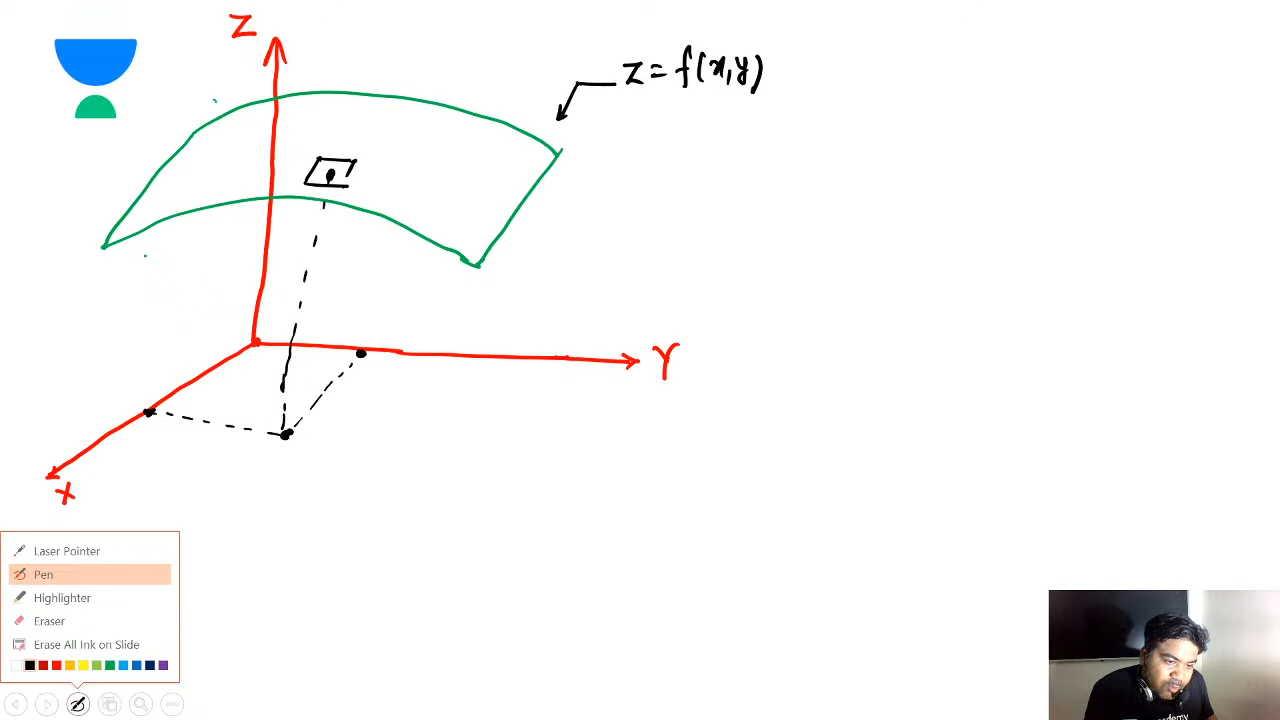 Z
Z = f(x,y)
Y
X
Laser Pointer
Pen
Highlighter
Eraser
Erase All Ink on Slide